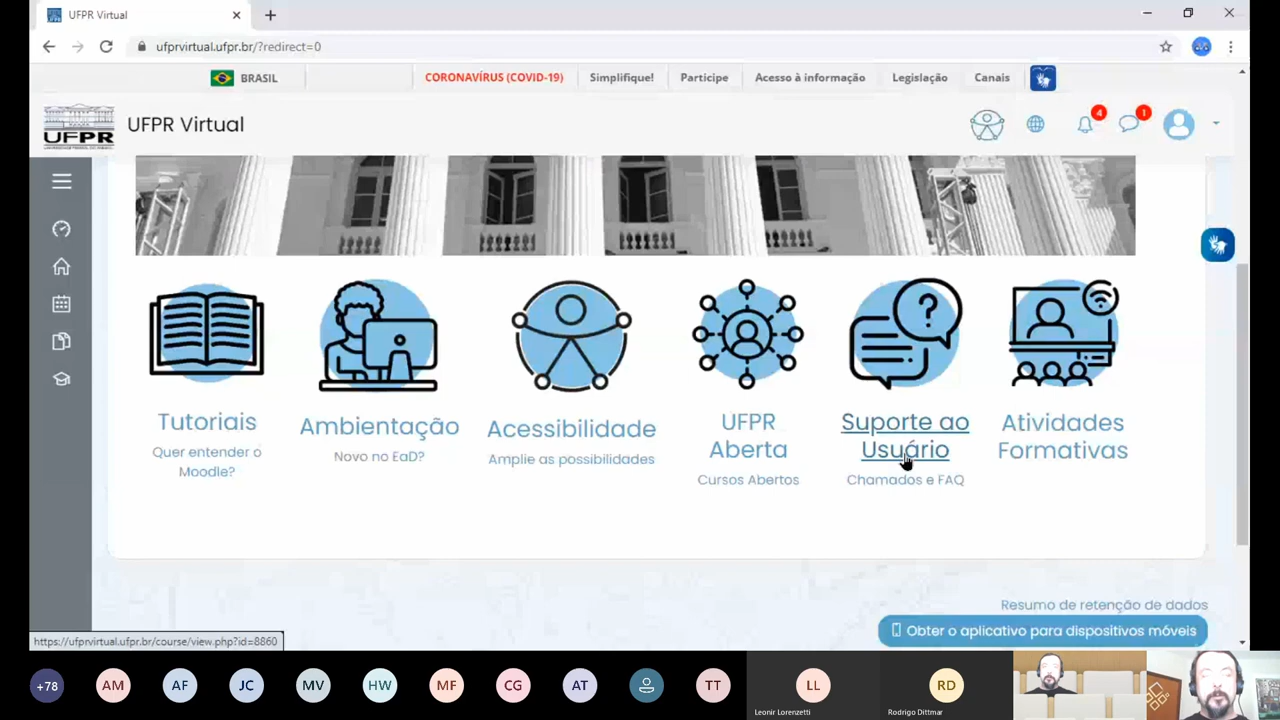 UFPR Virtual
ufprvirtual.ufpr.br/?redirect=0
BRASIL
CORONAVÍRUS (COVID-19)
Simplifique!
Participe
Acesso à informação
Legislação
Canais
UFPR
UFPR Virtual
4
1
Tutoriais
Quer entender o
Moodle?
Ambientação
Novo no EaD?
Acessibilidade
Amplie as possibilidades
UFPR
Aberta
Cursos Abertos
Suporte ao
Usuário
Chamados e FAQ
Atividades
Formativas
Resumo de retenção de dados
Obter o aplicativo para dispositivos móveis
https://ufprvirtual.ufpr.br/course/view.php?id=8860
+78
AM
AF
JC
MV
HW
MF
CG
AT
TT
LL
Leonir Lorenzetti
RD
Rodrigo Dittmar